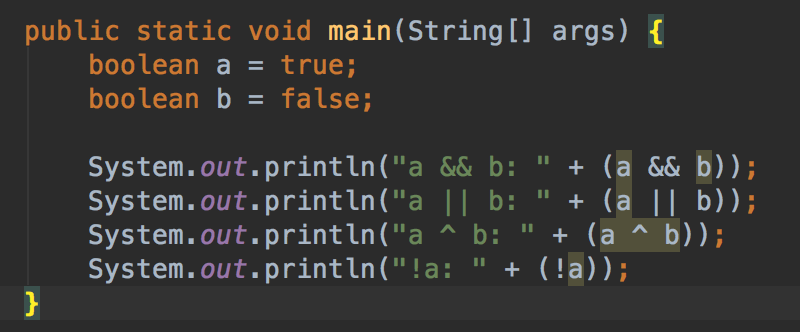 public static void main(String[] args) {
    boolean a = true;
    boolean b = false;

    System.out.println("a && b: " + (a && b));
    System.out.println("a || b: " + (a || b));
    System.out.println("a ^ b: " + (a ^ b));
    System.out.println("!a: " + (!a));
}